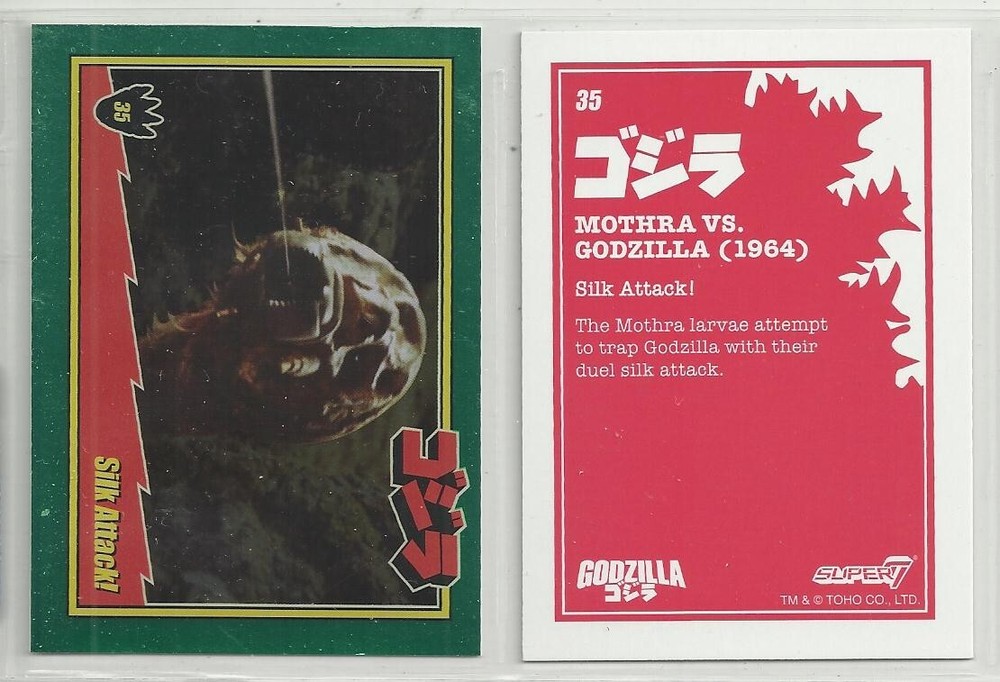 35
Silk Attack!
ゴジラ
35
ゴジラ
MOTHRA VS.
GODZILLA (1964)
Silk Attack!
The Mothra larvae attempt
to trap Godzilla with their
duel silk attack.
GODZILLA
ゴジラ
SUPER7®
TM & © TOHO CO., LTD.